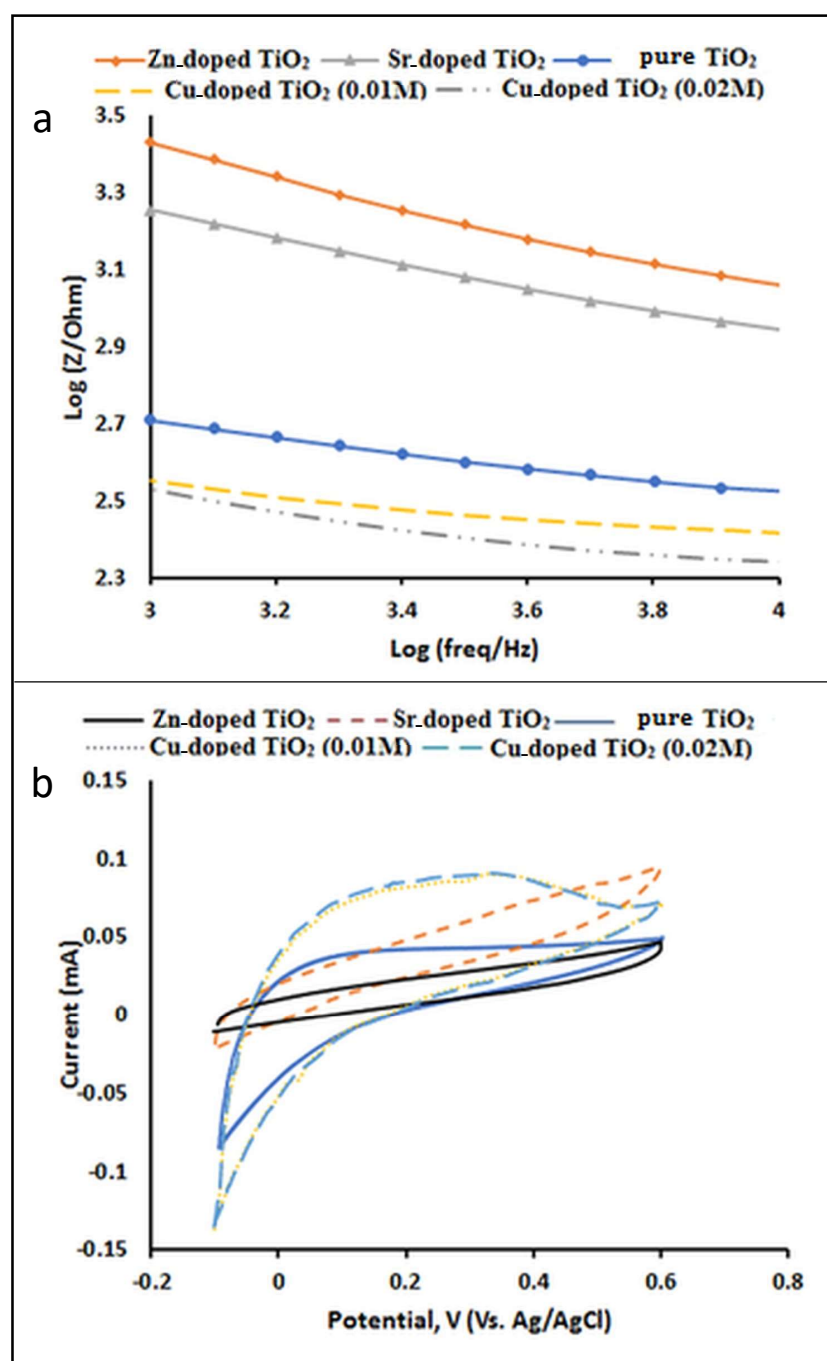 Zn-doped TiO₂ Sr-doped TiO₂ pure TiO₂
Cu-doped TiO₂ (0.01M) Cu-doped TiO₂ (0.02M)
a
3.5
3.3
3.1
2.9
2.7
2.5
2.3
Log (Z/Ohm)
3 3.2 3.4 3.6 3.8 4
Log (freq/Hz)
Zn-doped TiO₂ Sr-doped TiO₂ pure TiO₂
Cu-doped TiO₂ (0.01M) Cu-doped TiO₂ (0.02M)
b
0.15
0.1
0.05
0
-0.05
-0.1
-0.15
Current (mA)
-0.2 0 0.2 0.4 0.6 0.8
Potential, V (Vs. Ag/AgCl)